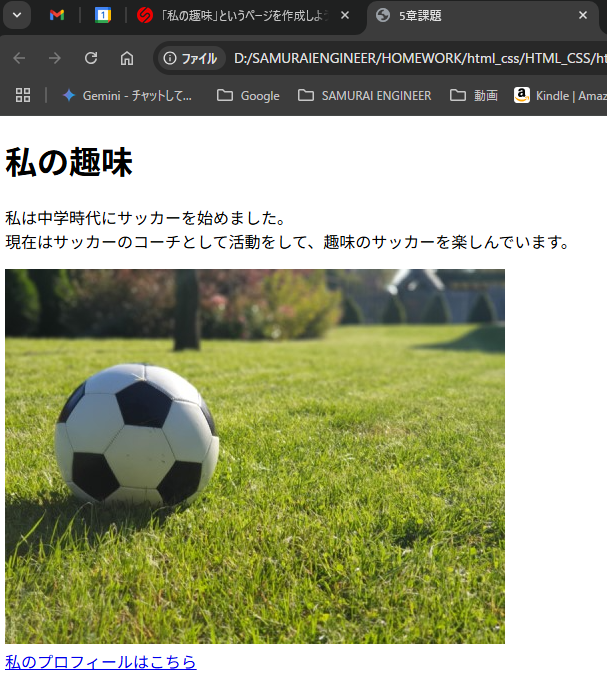 1
「私の趣味」というページを作成しよう
5章課題
ファイル
D:/SAMURAIENGINEER/HOMEWORK/html_css/HTML_CSS/ht
Gemini - チャットして...
Google
SAMURAI ENGINEER
動画
Kindle | Amaz
私の趣味
私は中学時代にサッカーを始めました。
現在はサッカーのコーチとして活動をして、趣味のサッカーを楽しんでいます。
私のプロフィールはこちら